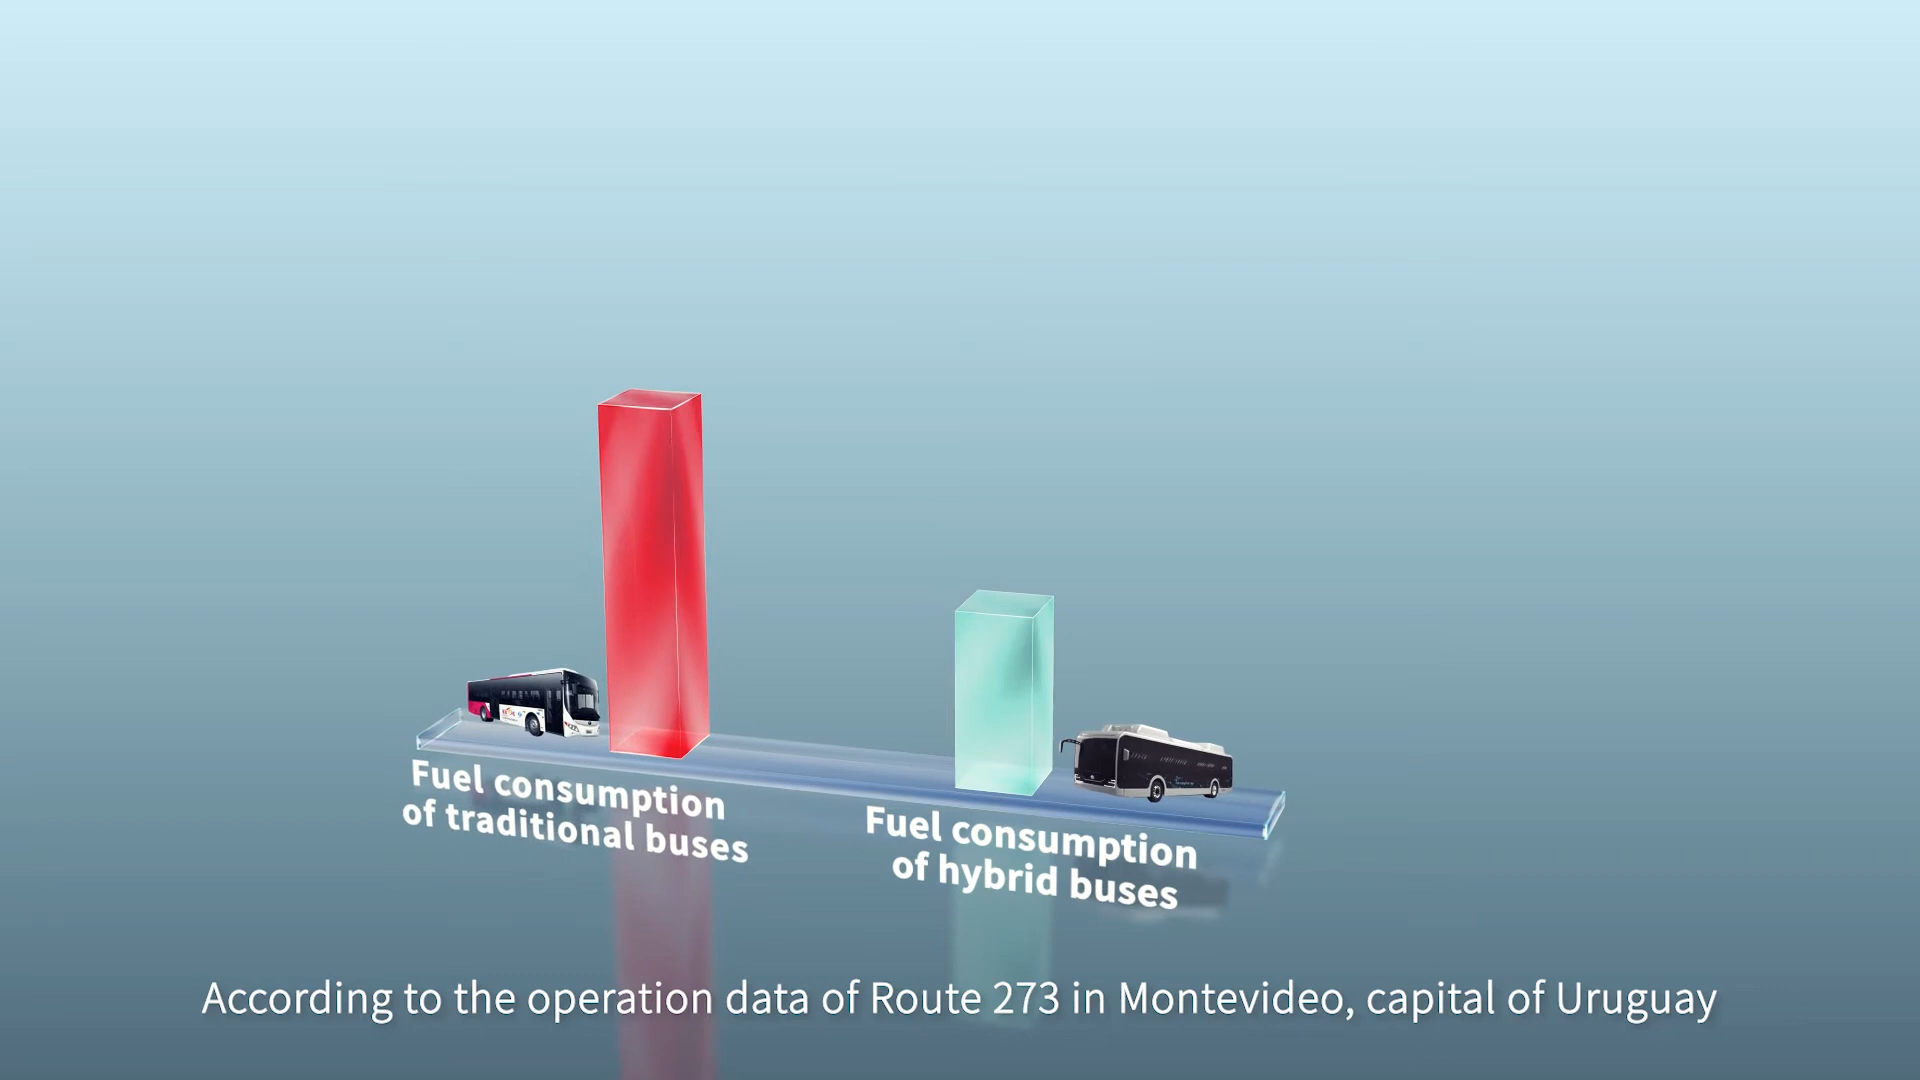 Fuel consumption
of traditional buses
Fuel consumption
of hybrid buses
According to the operation data of Route 273 in Montevideo, capital of Uruguay